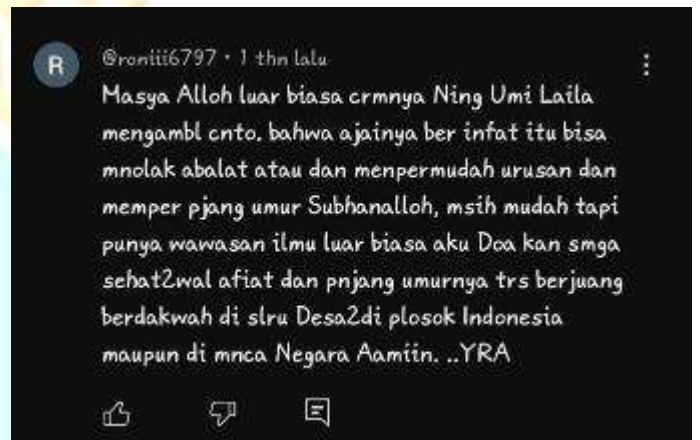 R
@roniii6797 • 1 thn lalu
Masya Alloh luar biasa crmnya Ning Umi Laila
mengambl cnto. bahwa ajainya ber infat itu bisa
mnolak abalat atau dan menpermudah urusan dan
memper pjang umur Subhanalloh, msih mudah tapi
punya wawasan ilmu luar biasa aku Doa kan smga
sehat2wal afiat dan pnjang umurnya trs berjuang
berdakwah di slru Desa2di plosok Indonesia
maupun di mnca Negara Aamiin. ..YRA